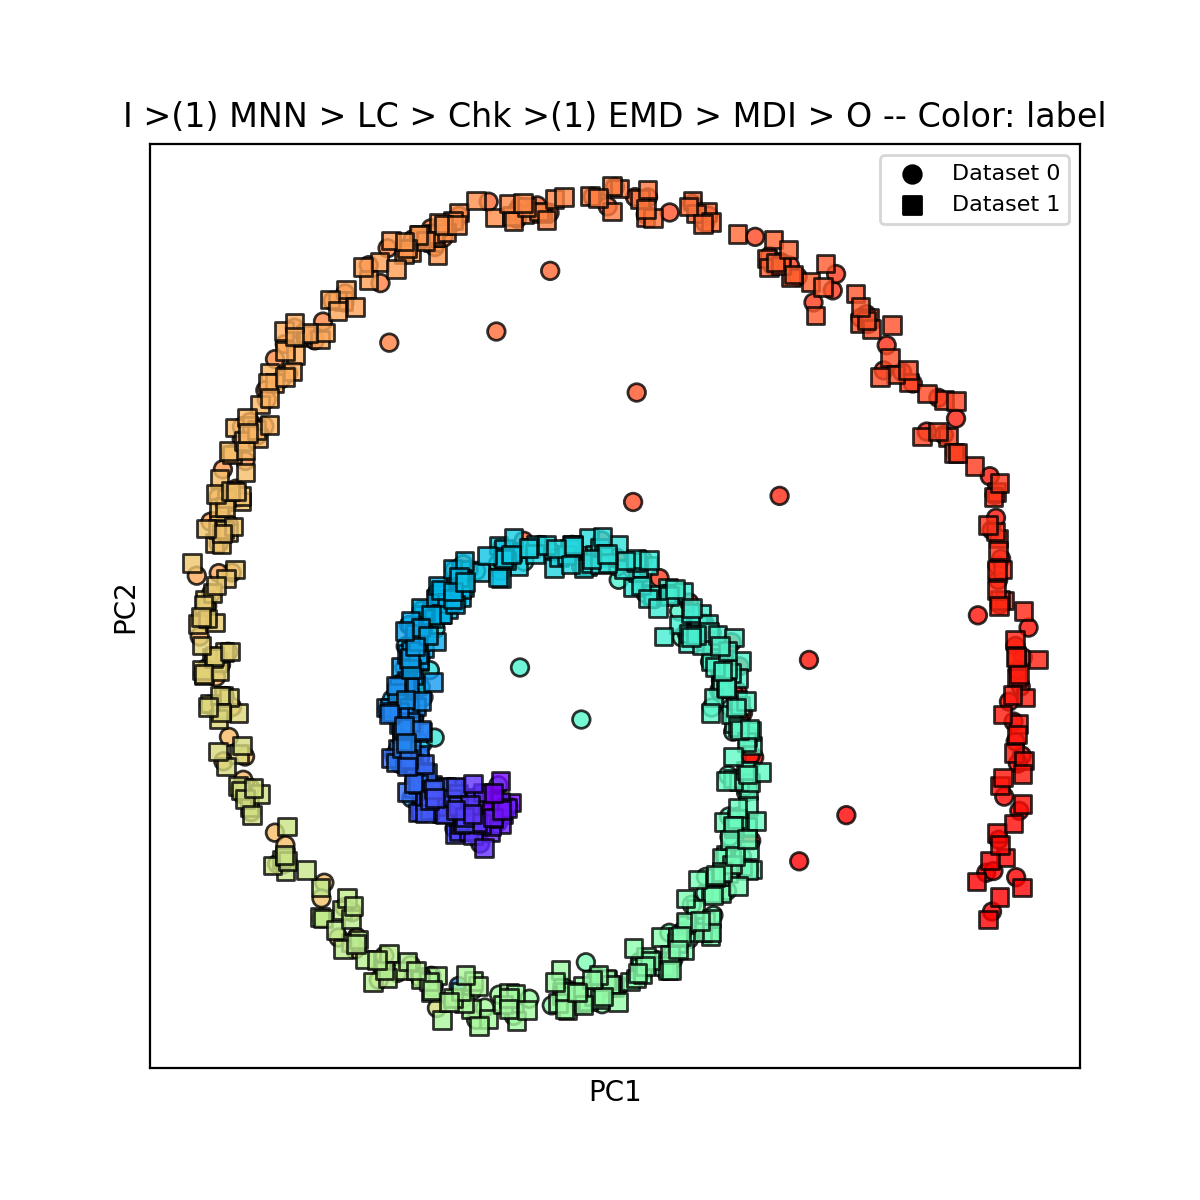 I >(1) MNN > LC > Chk >(1) EMD > MDI > O -- Color: label
Dataset 0
Dataset 1
PC2
PC1